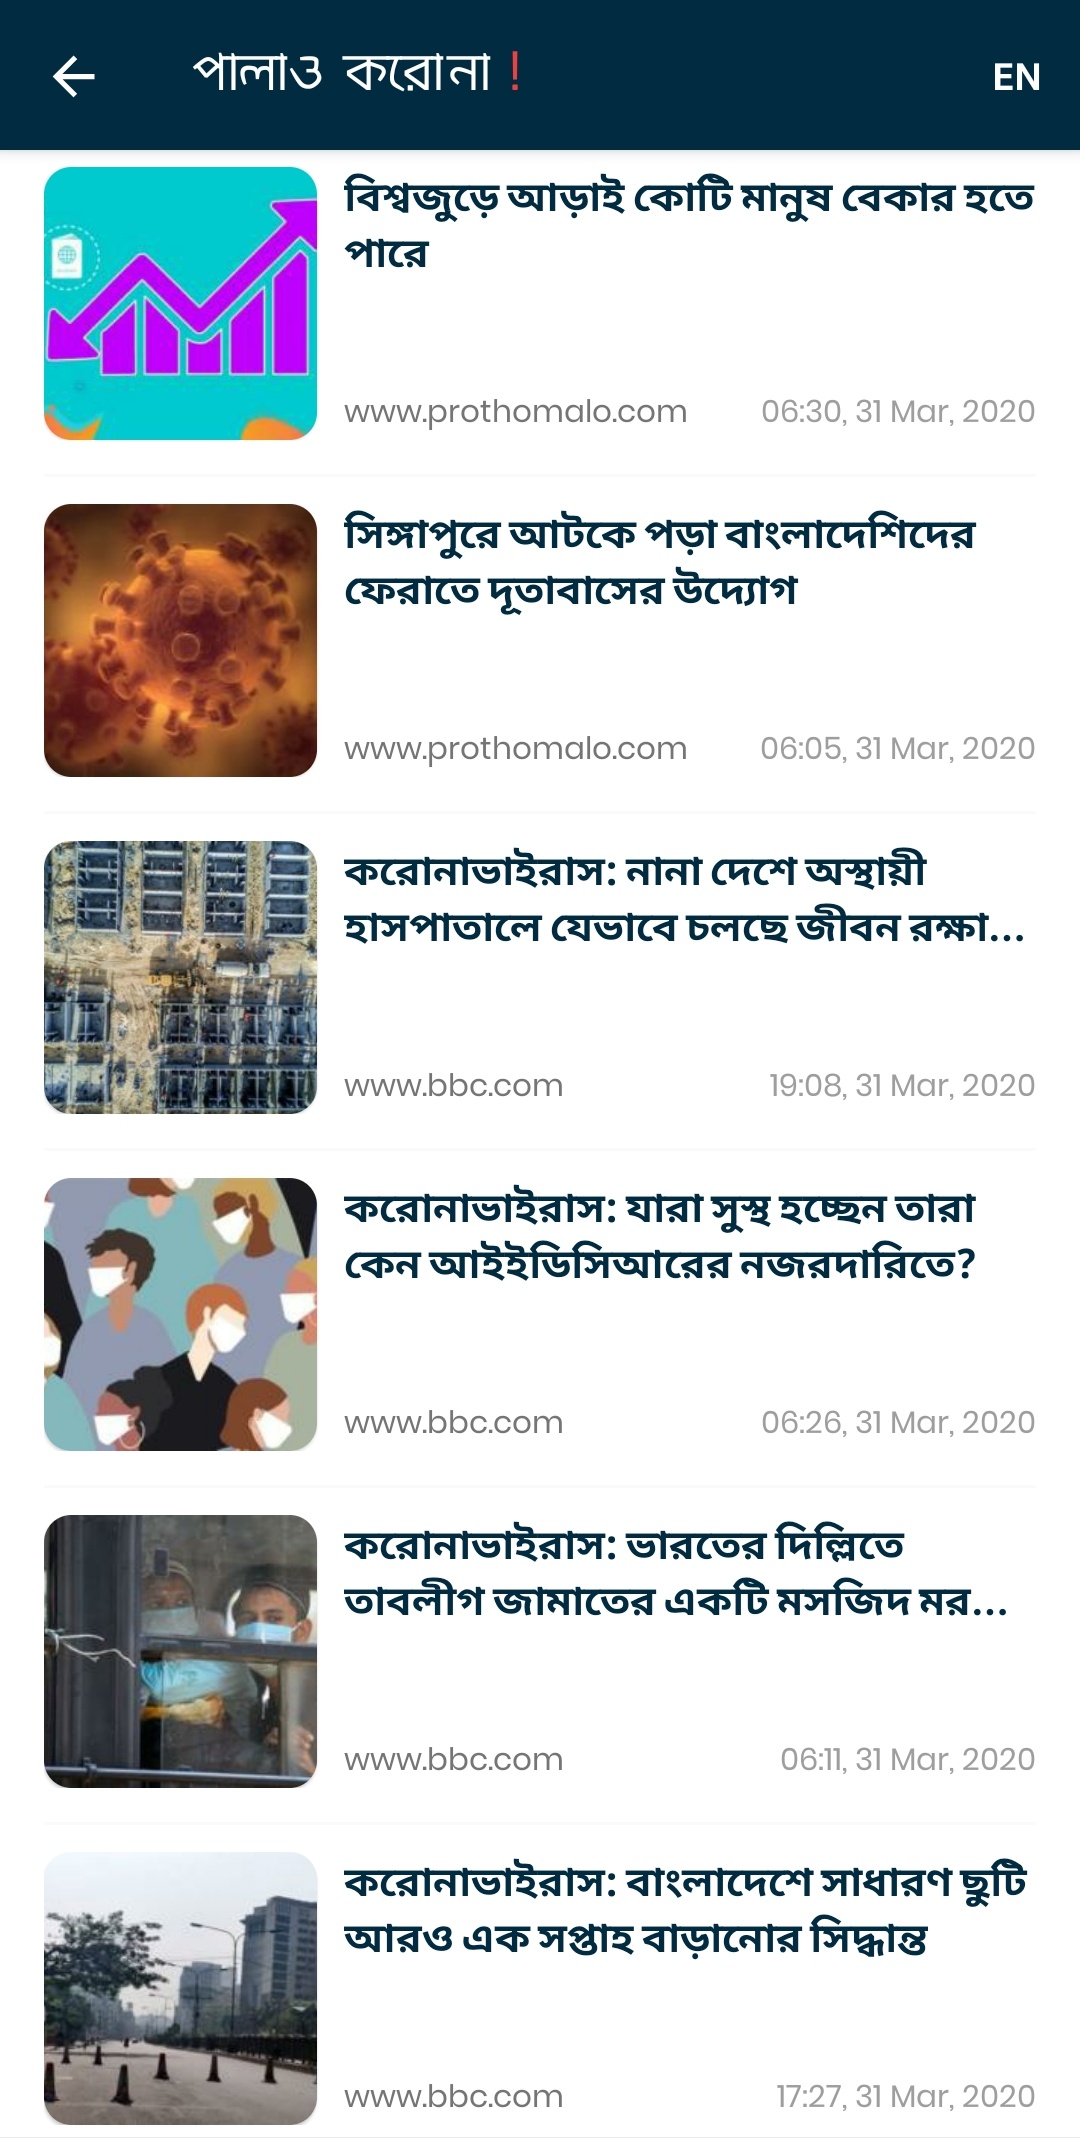 পালাও করোনা !
EN
বিশ্বজুড়ে আড়াই কোটি মানুষ বেকার হতে
পারে
www.prothomalo.com 06:30, 31 Mar, 2020
সিঙ্গাপুরে আটকে পড়া বাংলাদেশিদের
ফেরাতে দূতাবাসের উদ্যোগ
www.prothomalo.com 06:05, 31 Mar, 2020
করোনাভাইরাস: নানা দেশে অস্থায়ী
হাসপাতালে যেভাবে চলছে জীবন রক্ষা...
www.bbc.com 19:08, 31 Mar, 2020
করোনাভাইরাস: যারা সুস্থ হচ্ছেন তারা
কেন আইইডিসিআরের নজরদারিতে?
www.bbc.com 06:26, 31 Mar, 2020
করোনাভাইরাস: ভারতের দিল্লিতে
তাবলীগ জামাতের একটি মসজিদ মর...
www.bbc.com 06:11, 31 Mar, 2020
করোনাভাইরাস: বাংলাদেশে সাধারণ ছুটি
আরও এক সপ্তাহ বাড়ানোর সিদ্ধান্ত
www.bbc.com 17:27, 31 Mar, 2020